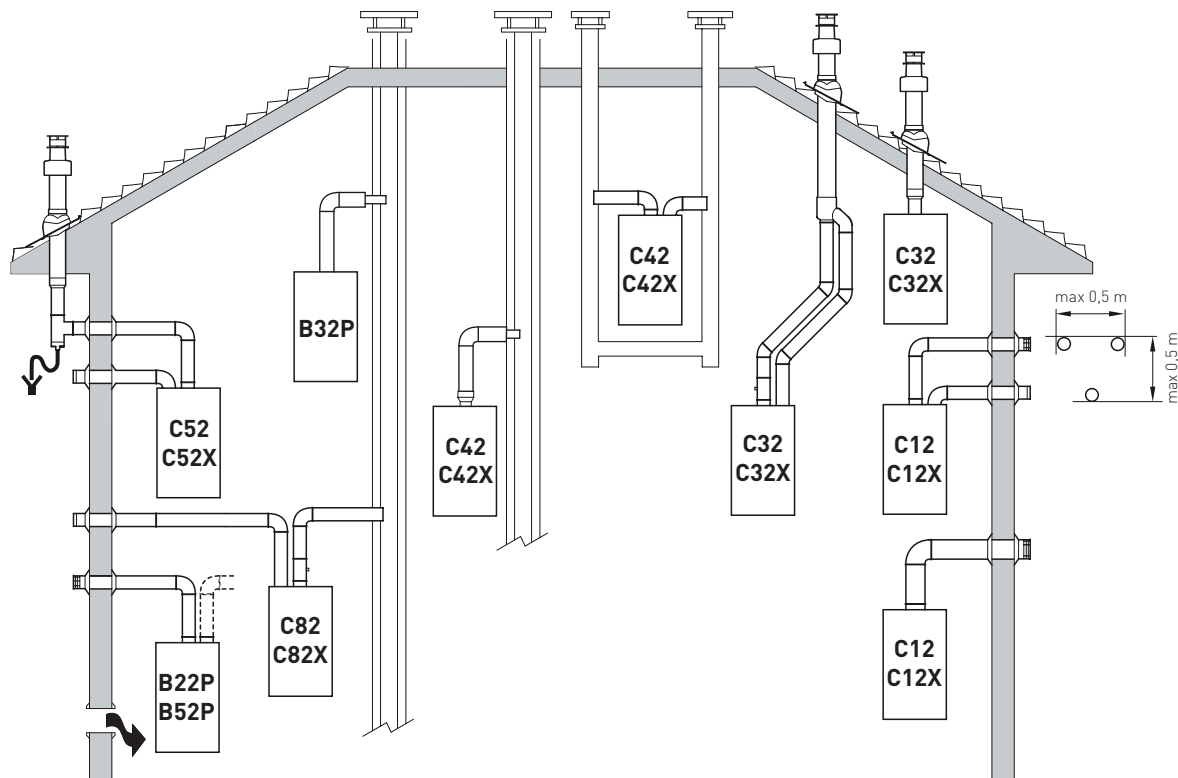 C42
C42X
C32
C32X
max 0,5 m
B32P
max 0,5 m
C52
C52X
C42
C42X
C32
C32X
C12
C12X
C82
C82X
B22P
B52P
C12
C12X